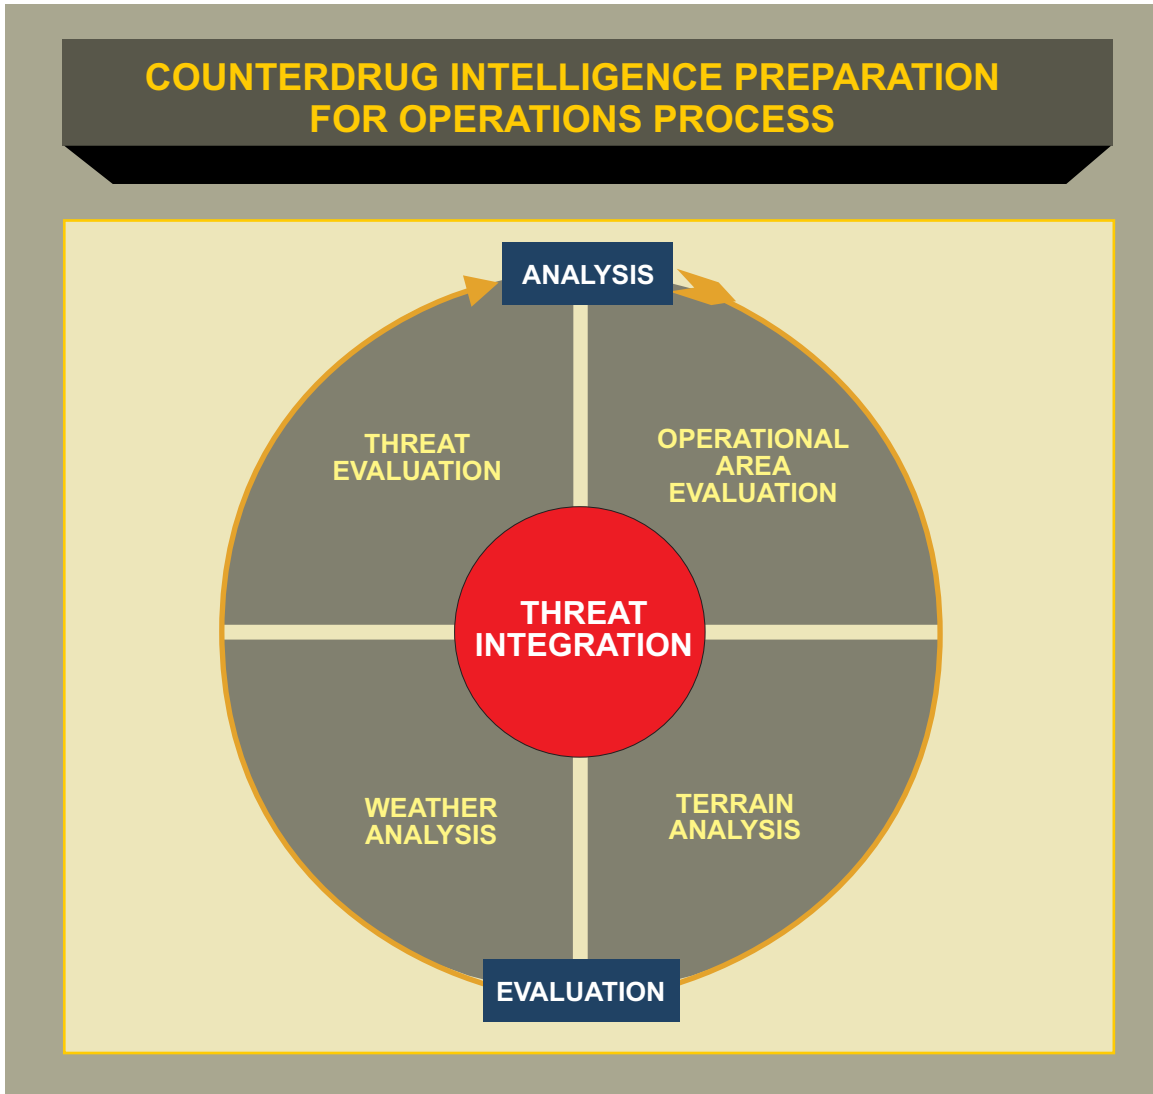 COUNTERDRUG INTELLIGENCE PREPARATION
FOR OPERATIONS PROCESS
ANALYSIS
THREAT
EVALUATION
OPERATIONAL
AREA
EVALUATION
THREAT
INTEGRATION
WEATHER
ANALYSIS
TERRAIN
ANALYSIS
EVALUATION